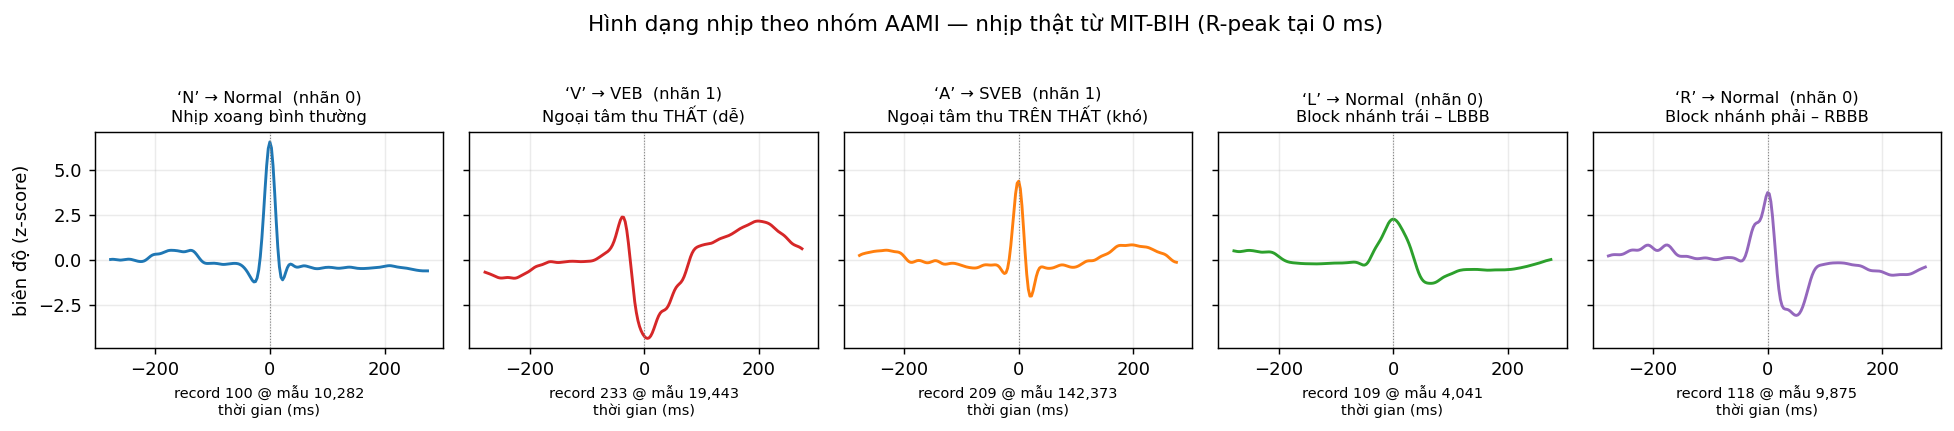 Hình dạng nhịp theo nhóm AAMI — nhịp thật từ MIT-BIH (R-peak tại 0 ms)
‘N’ → Normal  (nhãn 0)
Nhịp xoang bình thường
‘V’ → VEB  (nhãn 1)
Ngoại tâm thu THẤT (dễ)
‘A’ → SVEB  (nhãn 1)
Ngoại tâm thu TRÊN THẤT (khó)
‘L’ → Normal  (nhãn 0)
Block nhánh trái – LBBB
‘R’ → Normal  (nhãn 0)
Block nhánh phải – RBBB
biên độ (z-score)
5.0
2.5
0.0
−2.5
−200 0 200
−200 0 200
−200 0 200
−200 0 200
−200 0 200
record 100 @ mẫu 10,282
thời gian (ms)
record 233 @ mẫu 19,443
thời gian (ms)
record 209 @ mẫu 142,373
thời gian (ms)
record 109 @ mẫu 4,041
thời gian (ms)
record 118 @ mẫu 9,875
thời gian (ms)